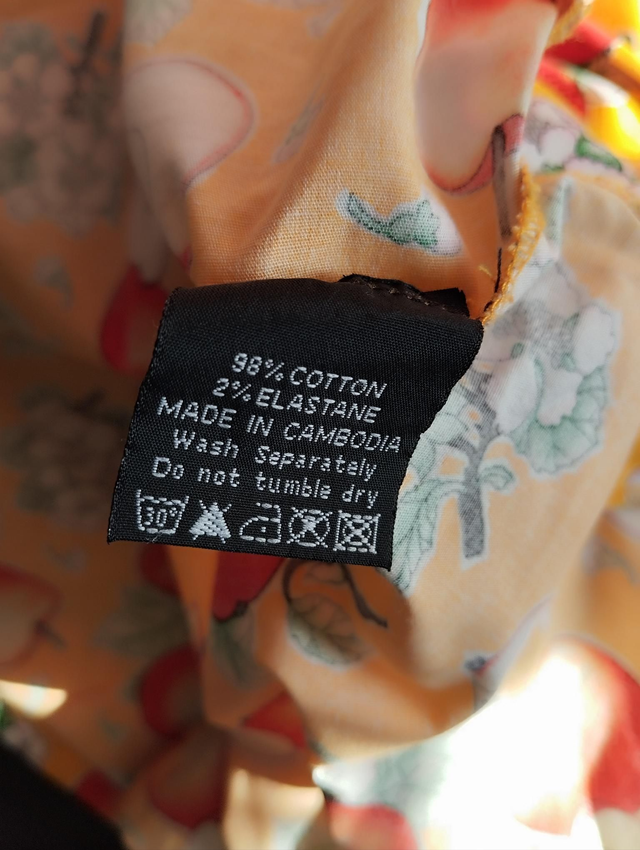 98% COTTON
2% ELASTANE
MADE IN CAMBODIA
Wash Separately
Do not tumble dry
30°